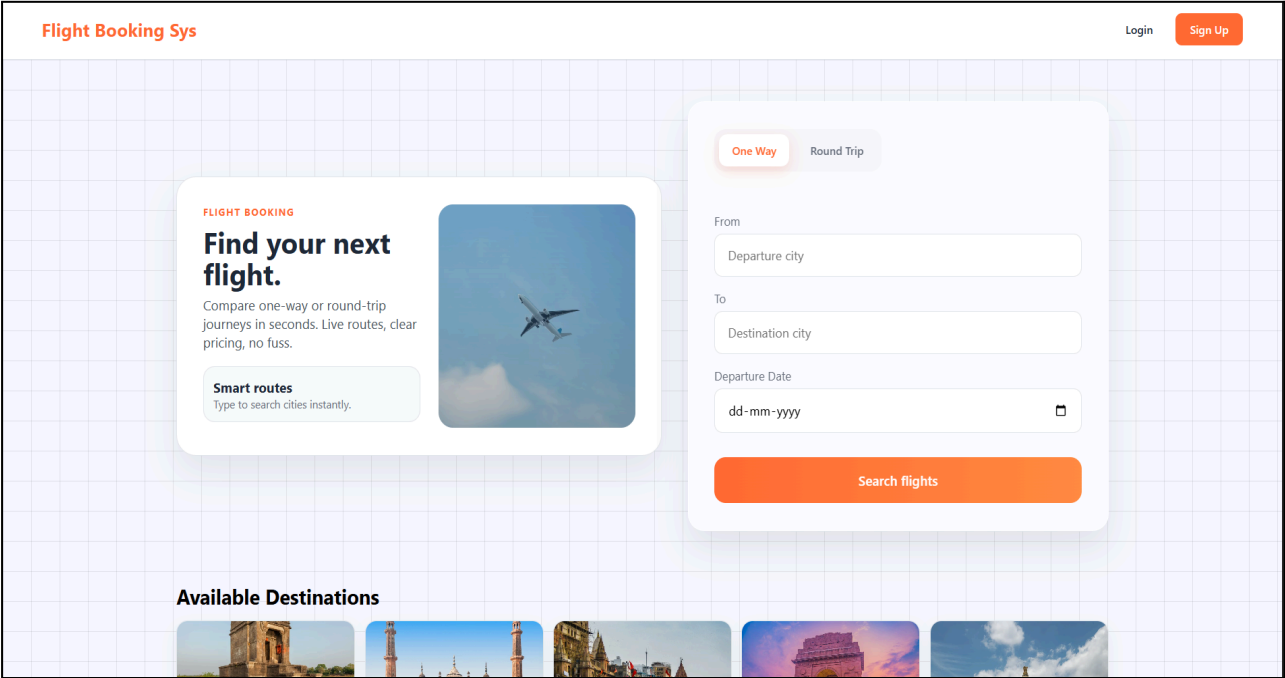 Flight Booking Sys
Login
Sign Up
FLIGHT BOOKING
Find your next
flight.
Compare one-way or round-trip
journeys in seconds. Live routes, clear
pricing, no fuss.
Smart routes
Type to search cities instantly.
One Way
Round Trip
From
Departure city
To
Destination city
Departure Date
dd-mm-yyyy
Search flights
Available Destinations